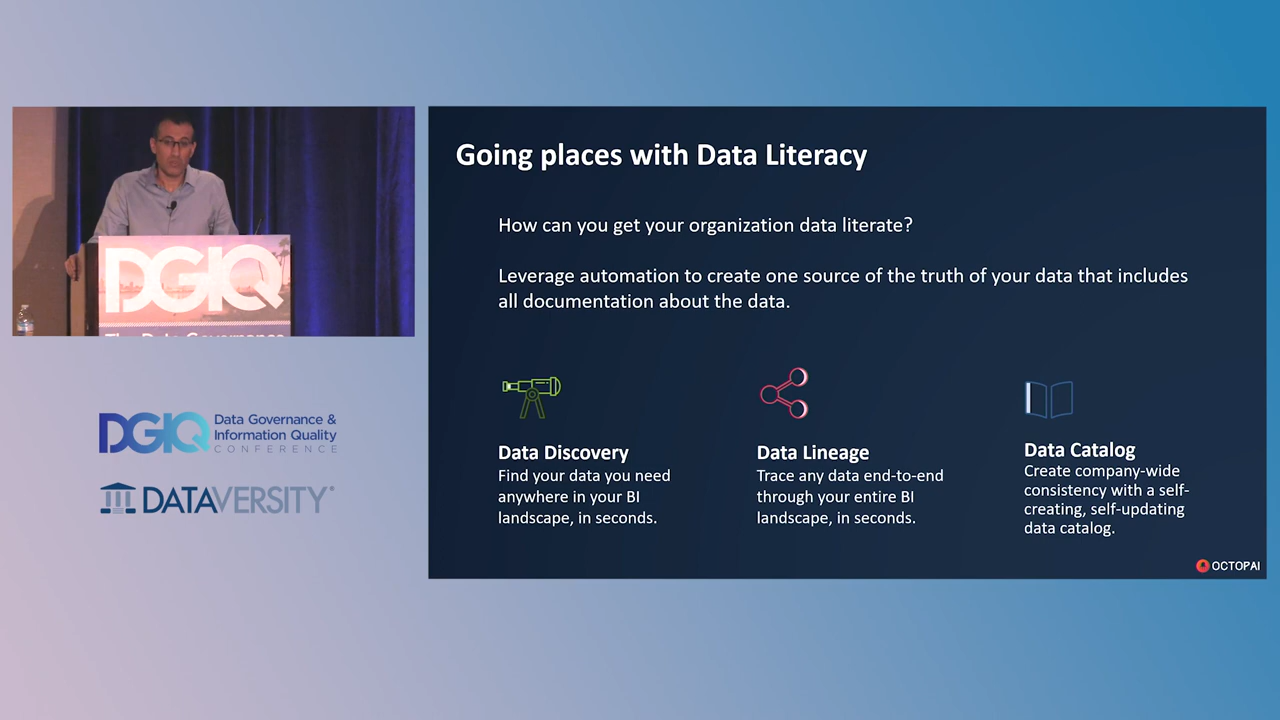 DGIQ
Going places with Data Literacy
How can you get your organization data literate?
Leverage automation to create one source of the truth of your data that includes
all documentation about the data.
Data Discovery
Find your data you need
anywhere in your BI
landscape, in seconds.
Data Lineage
Trace any data end-to-end
through your entire BI
landscape, in seconds.
Data Catalog
Create company-wide
consistency with a self-
creating, self-updating
data catalog.
OCTOPAI
DGIQ Data Governance &
Information Quality
CONFERENCE
DATAVERSITY